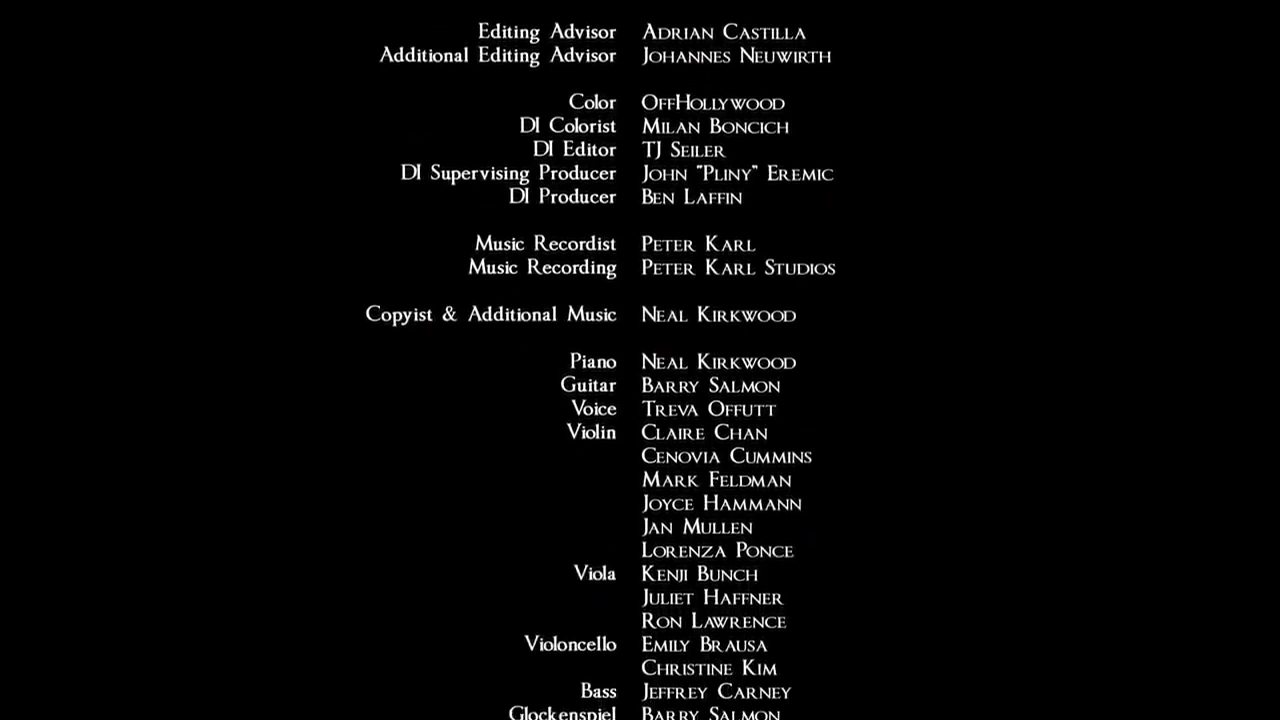 Editing Advisor ADRIAN CASTILLA
Additional Editing Advisor JOHANNES NEUWIRTH
Color OFFHOLLYWOOD
DI Colorist MILAN BONCICH
DI Editor TJ SEILER
DI Supervising Producer JOHN "PLINY" EREMIC
DI Producer BEN LAFFIN
Music Recordist PETER KARL
Music Recording PETER KARL STUDIOS
Copyist & Additional Music NEAL KIRKWOOD
Piano NEAL KIRKWOOD
Guitar BARRY SALMON
Voice TREVA OFFUTT
Violin CLAIRE CHAN
CENOVIA CUMMINS
MARK FELDMAN
JOYCE HAMMANN
JAN MULLEN
LORENZA PONCE
Viola KENJI BUNCH
JULIET HAFFNER
RON LAWRENCE
Violoncello EMILY BRAUSA
CHRISTINE KIM
Bass JEFFREY CARNEY
Glockenspiel BARRY SALMON